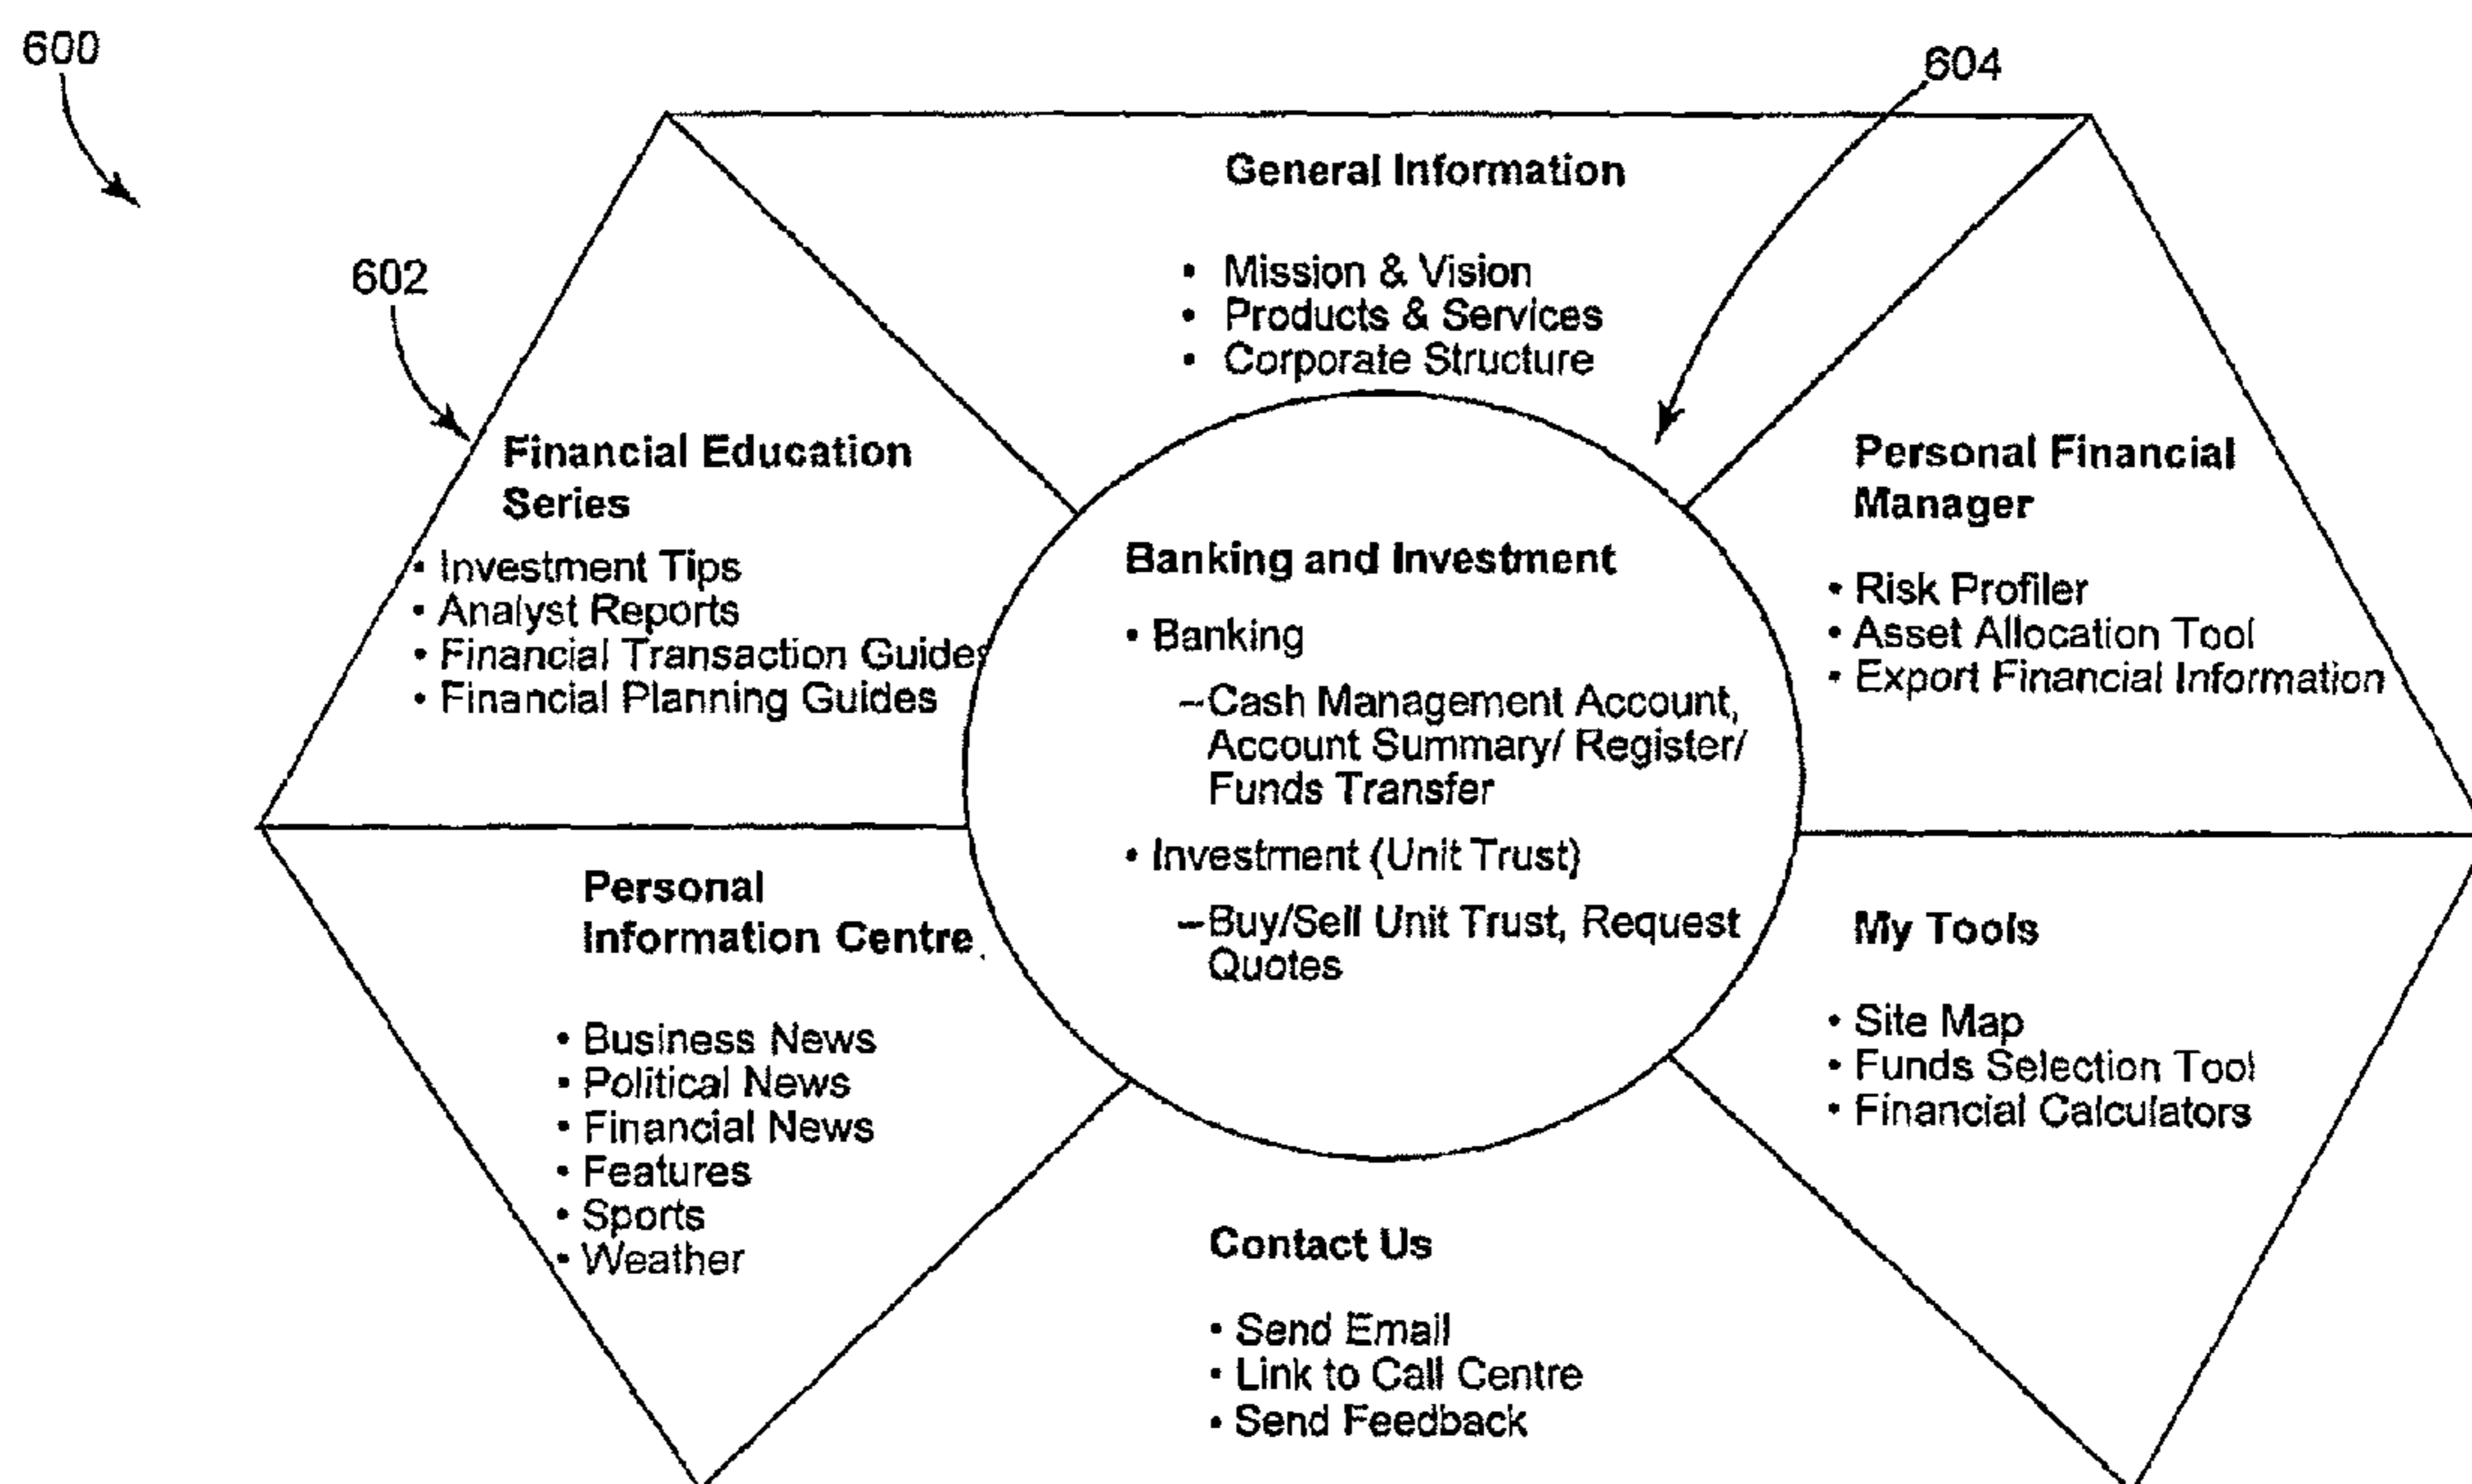 600
604
General Information
• Mission & Vision
• Products & Services
• Corporate Structure
602
Financial Education
Series
• Investment Tips
• Analyst Reports
• Financial Transaction Guides
• Financial Planning Guides
Personal Financial
Manager
• Risk Profiler
• Asset Allocation Tool
• Export Financial Information
Banking and Investment
• Banking
–Cash Management Account,
Account Summary/ Register/
Funds Transfer
• Investment (Unit Trust)
–Buy/Sell Unit Trust, Request
Quotes
Personal
Information Centre
• Business News
• Political News
• Financial News
• Features
• Sports
• Weather
My Tools
• Site Map
• Funds Selection Tool
• Financial Calculators
Contact Us
• Send Email
• Link to Call Centre
• Send Feedback